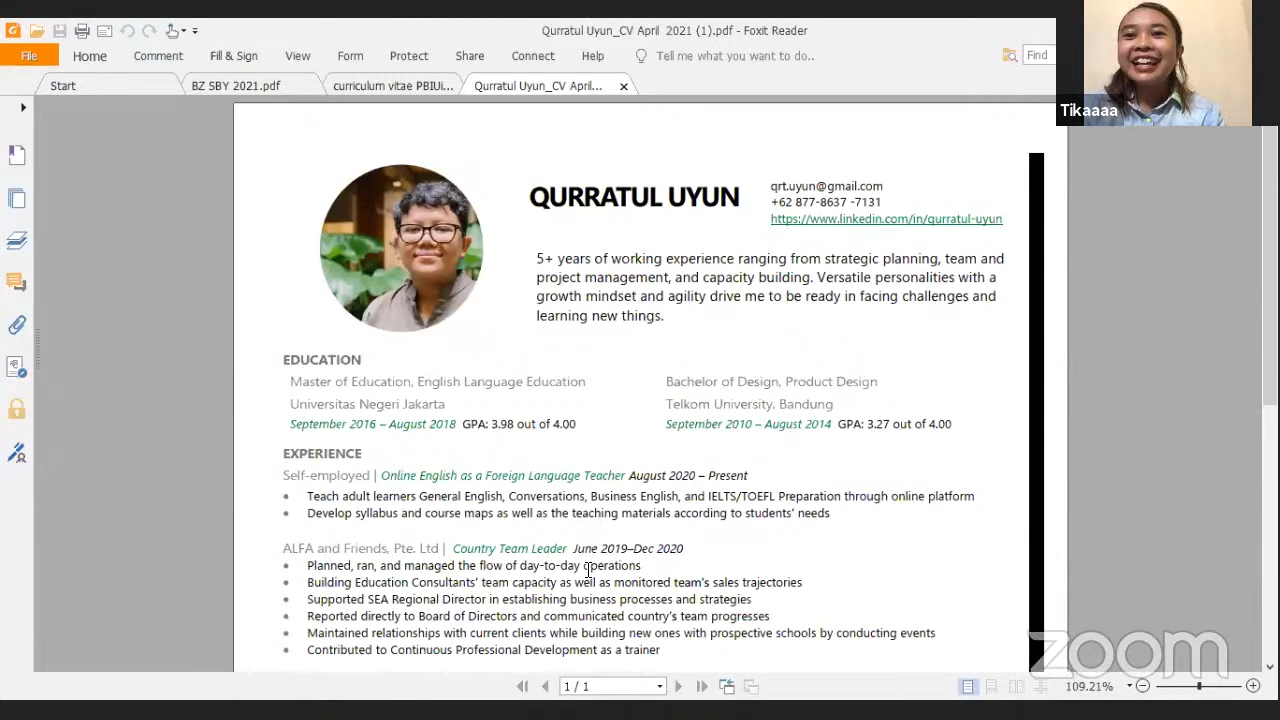 Qurratul Uyun_CV April 2021 (1).pdf - Foxit Reader
File Home Comment Fill & Sign View Form Protect Share Connect Help Tell me what you want to do.. Find
Start BZ SBY 2021.pdf curriculum vitae PBIUi... Qurratul Uyun_CV April...
Tikaaaa
QURRATUL UYUN
qrt.uyun@gmail.com
+62 877-8637 -7131
https://www.linkedin.com/in/qurratul-uyun
5+ years of working experience ranging from strategic planning, team and
project management, and capacity building. Versatile personalities with a
growth mindset and agility drive me to be ready in facing challenges and
learning new things.
EDUCATION
Master of Education, English Language Education
Universitas Negeri Jakarta
September 2016 – August 2018 GPA: 3.98 out of 4.00
Bachelor of Design, Product Design
Telkom University, Bandung
September 2010 – August 2014 GPA: 3.27 out of 4.00
EXPERIENCE
Self-employed | Online English as a Foreign Language Teacher August 2020 – Present
Teach adult learners General English, Conversations, Business English, and IELTS/TOEFL Preparation through online platform
Develop syllabus and course maps as well as the teaching materials according to students' needs
ALFA and Friends, Pte. Ltd | Country Team Leader June 2019–Dec 2020
Planned, ran, and managed the flow of day-to-day operations
Building Education Consultants' team capacity as well as monitored team's sales trajectories
Supported SEA Regional Director in establishing business processes and strategies
Reported directly to Board of Directors and communicated country's team progresses
Maintained relationships with current clients while building new ones with prospective schools by conducting events
Contributed to Continuous Professional Development as a trainer
zoom
1 / 1
109.21%